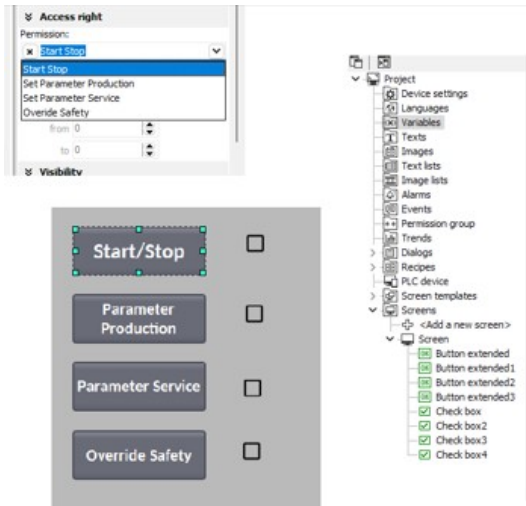 Access right
Permission:
Start Stop
Start Stop
Set Parameter Production
Set Parameter Service
Overide Safety
from 0
to 0
Visibility
Start/Stop
Parameter
Production
Parameter Service
Override Safety
Project
Device settings
Languages
Variables
Texts
Images
Text lists
Image lists
Alarms
Events
Permission group
Trends
Dialogs
Recipes
PLC device
Screen templates
Screens
<Add a new screen>
Screen
Button extended
Button extended1
Button extended2
Button extended3
Check box
Check box2
Check box3
Check box4